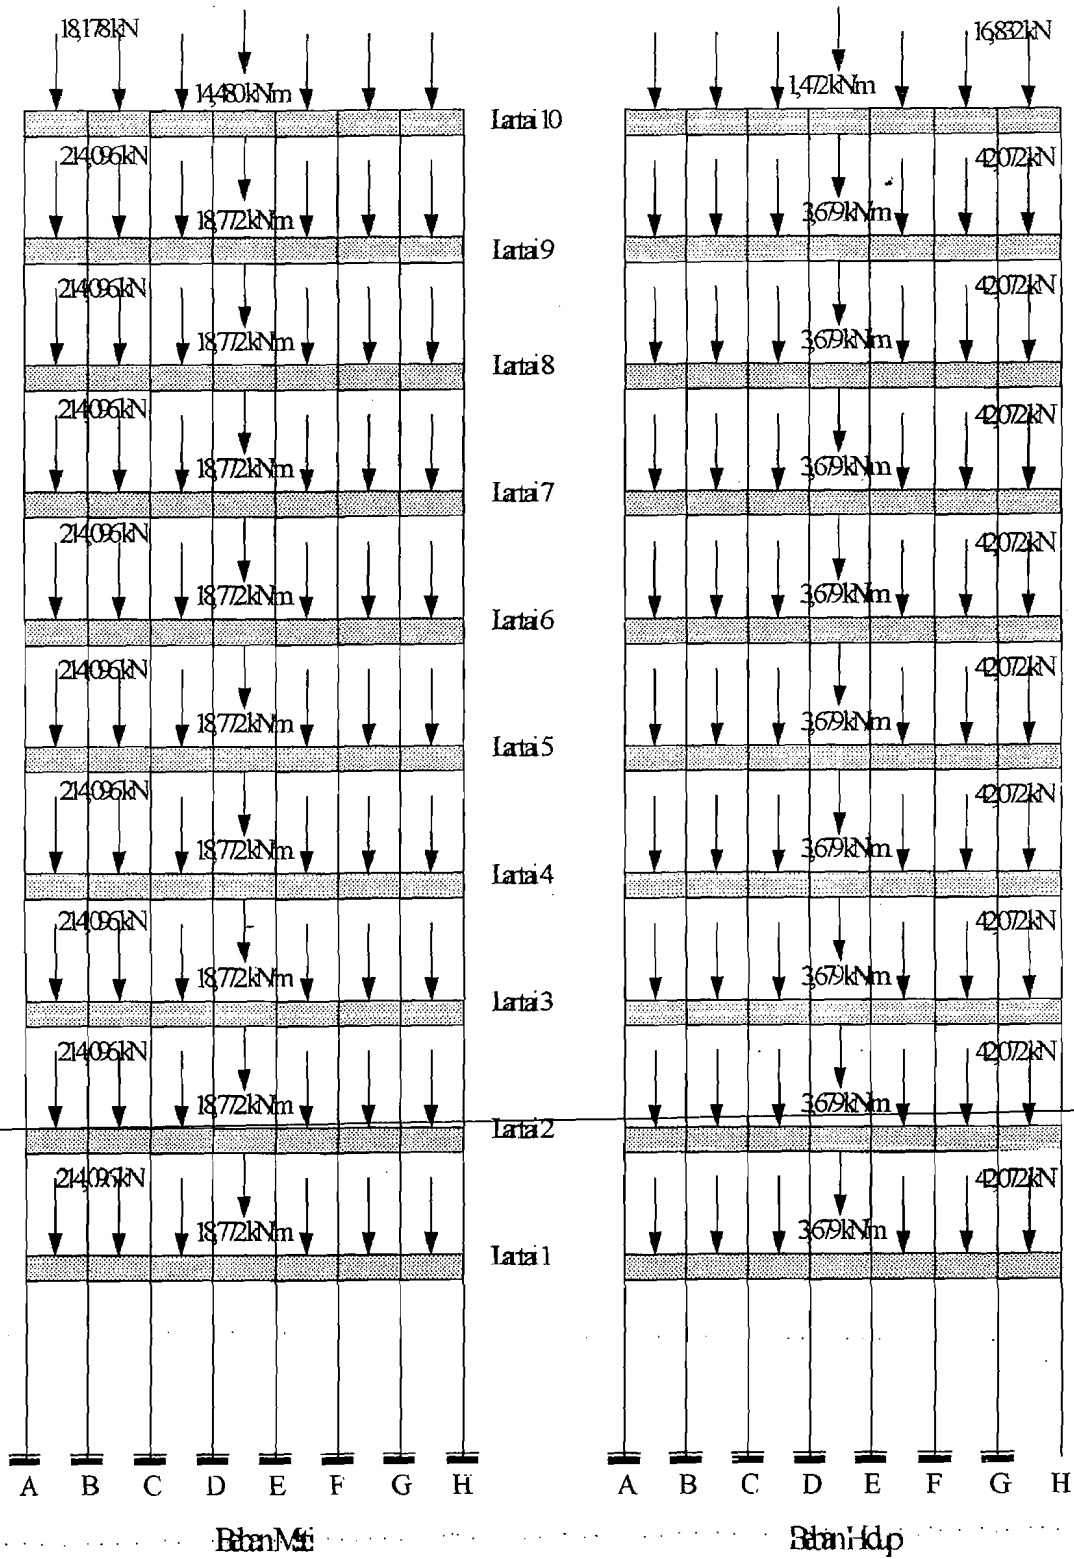 18,178kN 16,832kN
14,480kNm 1,472kNm
Lantai 10
214,096kN 42,072kN
18,772kNm 3,679kNm
Lantai 9
214,096kN 42,072kN
18,772kNm 3,679kNm
Lantai 8
214,096kN 42,072kN
18,772kNm 3,679kNm
Lantai 7
214,096kN 42,072kN
18,772kNm 3,679kNm
Lantai 6
214,096kN 42,072kN
18,772kNm 3,679kNm
Lantai 5
214,096kN 42,072kN
18,772kNm 3,679kNm
Lantai 4
214,096kN 42,072kN
18,772kNm 3,679kNm
Lantai 3
214,096kN 42,072kN
18,772kNm 3,679kNm
Lantai 2
214,096kN 42,072kN
18,772kNm 3,679kNm
Lantai 1
A B C D E F G H A B C D E F G H
Beban Mati Beban Hidup